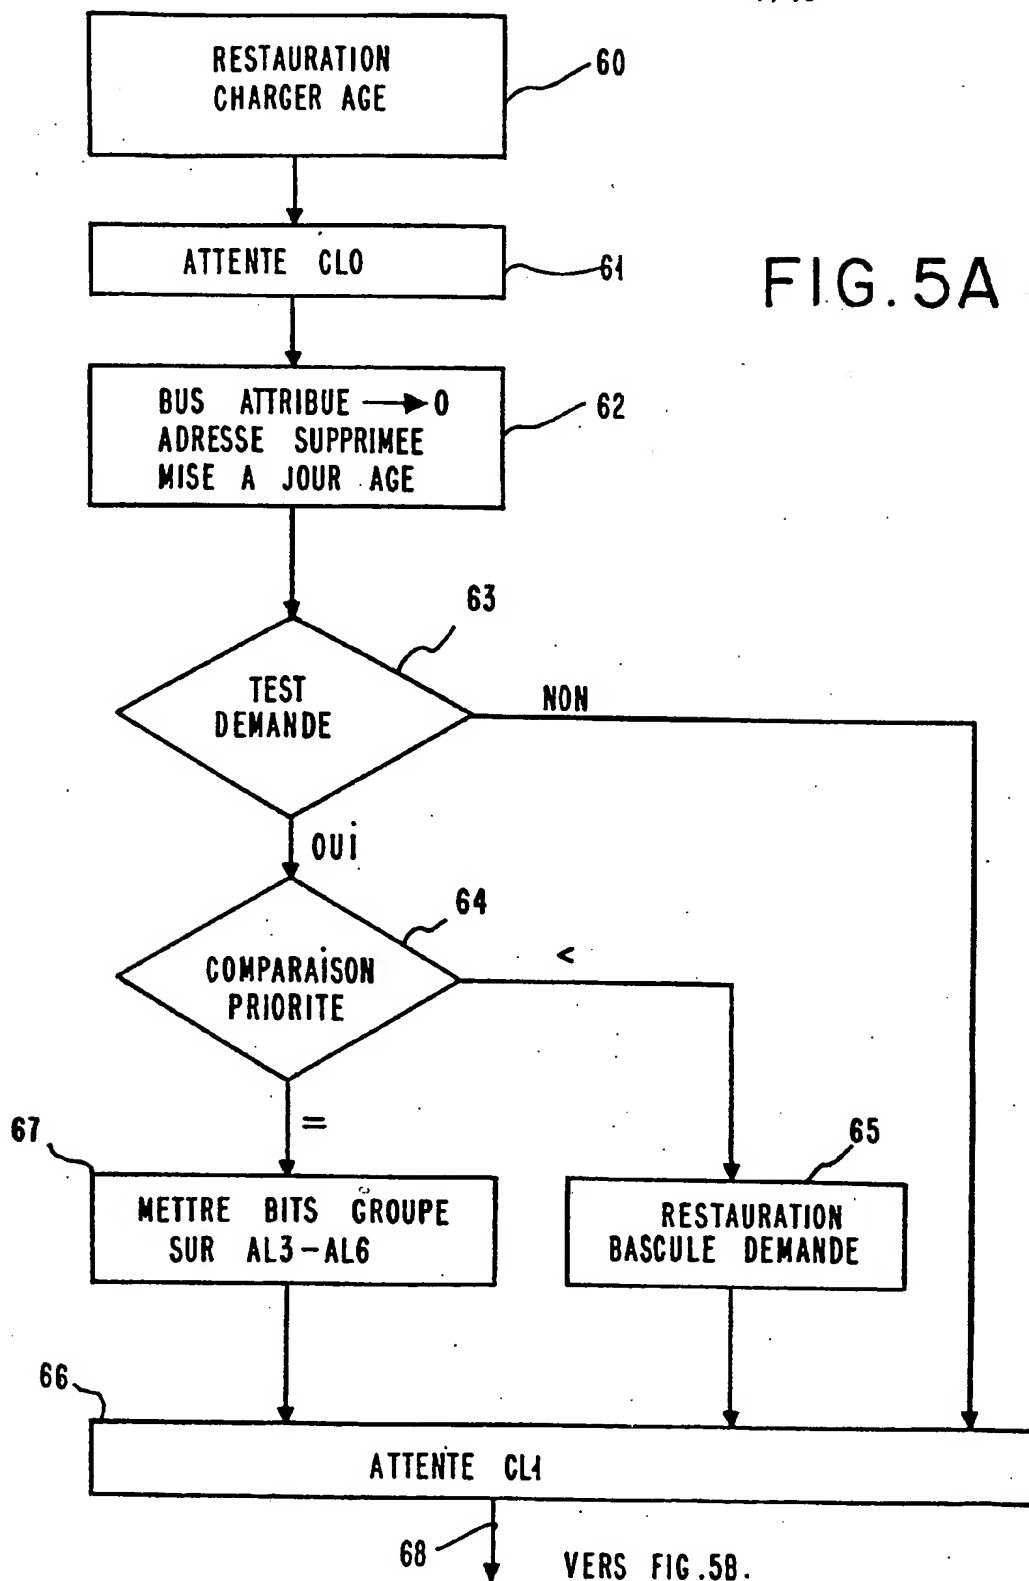 RESTAURATION
CHARGER AGE
60
ATTENTE CL0
61
FIG. 5A
BUS ATTRIBUE → 0
ADRESSE SUPPRIMEE
MISE A JOUR AGE
62
63
TEST
DEMANDE
NON
OUi
64
COMPARAiSON
PRIORITE
<
=
67
65
METTRE BITS GROUPE
SUR AL3-AL6
RESTAURATION
BASCULE DEMANDE
66
ATTENTE CL1
68
VERS FIG.5B.